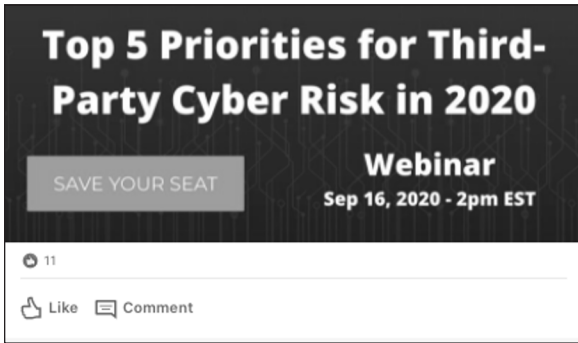 Top 5 Priorities for Third-
Party Cyber Risk in 2020
SAVE YOUR SEAT
Webinar
Sep 16, 2020 - 2pm EST
11
Like
Comment